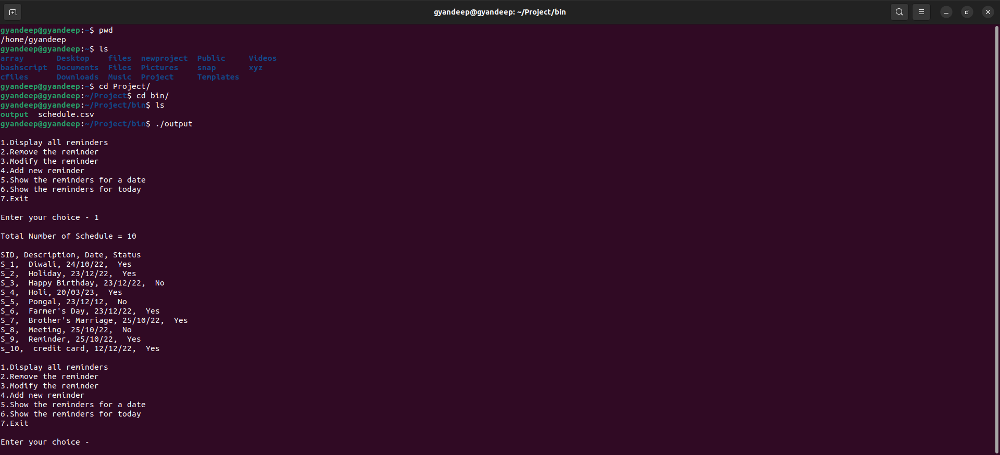 gyandeep@gyandeep: ~/Project/bin
gyandeep@gyandeep:~$ pwd
/home/gyandeep
gyandeep@gyandeep:~$ ls
array       Desktop    files  newproject  Public     Videos
bashscript  Documents  Files  Pictures    snap       xyz
cfiles      Downloads  Music  Project     Templates
gyandeep@gyandeep:~$ cd Project/
gyandeep@gyandeep:~/Project$ cd bin/
gyandeep@gyandeep:~/Project/bin$ ls
output  schedule.csv
gyandeep@gyandeep:~/Project/bin$ ./output
1.Display all reminders
2.Remove the reminder
3.Modify the reminder
4.Add new reminder
5.Show the reminders for a date
6.Show the reminders for today
7.Exit
Enter your choice - 1
Total Number of Schedule = 10
SID, Description, Date, Status
S_1,  Diwali, 24/10/22,  Yes
S_2,  Holiday, 23/12/22,  Yes
S_3,  Happy Birthday, 23/12/22,  No
S_4,  Holi, 20/03/23,  Yes
S_5,  Pongal, 23/12/12,  No
S_6,  Farmer's Day, 23/12/22,  Yes
S_7,  Brother's Marriage, 25/10/22,  Yes
S_8,  Meeting, 25/10/22,  No
S_9,  Reminder, 25/10/22,  Yes
s_10,  credit card, 12/12/22,  Yes
1.Display all reminders
2.Remove the reminder
3.Modify the reminder
4.Add new reminder
5.Show the reminders for a date
6.Show the reminders for today
7.Exit
Enter your choice -